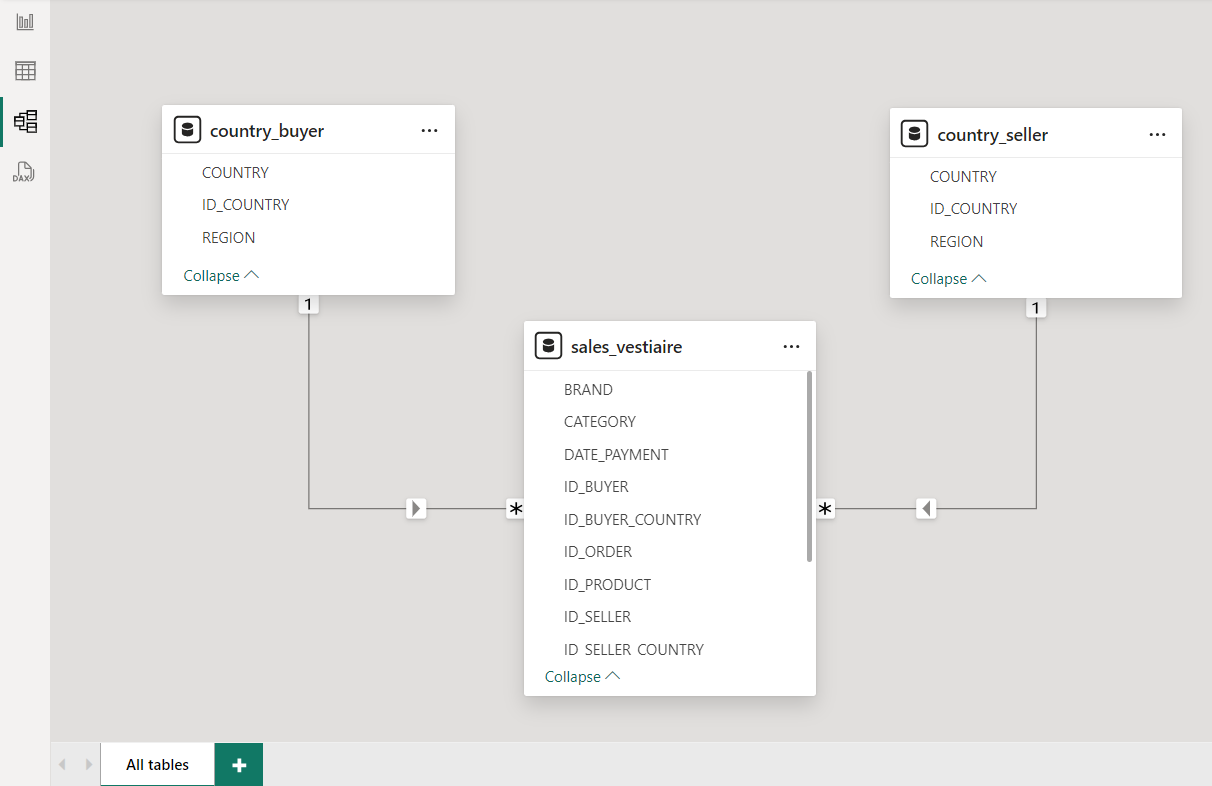 DAX
country_buyer
COUNTRY
ID_COUNTRY
REGION
Collapse
1
country_seller
COUNTRY
ID_COUNTRY
REGION
Collapse
1
sales_vestiaire
BRAND
CATEGORY
DATE_PAYMENT
ID_BUYER
ID_BUYER_COUNTRY
ID_ORDER
ID_PRODUCT
ID_SELLER
ID_SELLER_COUNTRY
Collapse
*
*
All tables
+